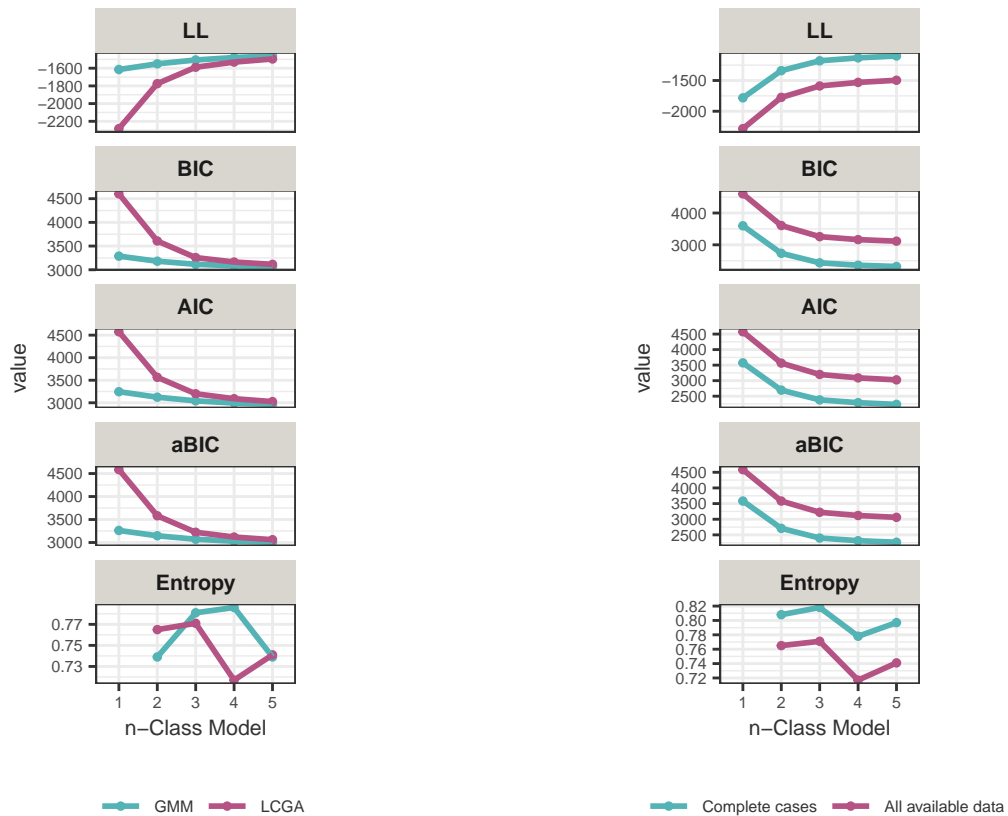 LL
−1600
−1800
−2000
−2200
BIC
4500
4000
3500
3000
AIC
4500
4000
3500
3000
aBIC
4500
4000
3500
3000
Entropy
0.77
0.75
0.73
1 2 3 4 5
n−Class Model
value
GMM LCGA
LL
−1500
−2000
BIC
4000
3000
AIC
4500
4000
3500
3000
2500
aBIC
4500
4000
3500
3000
2500
Entropy
0.82
0.80
0.78
0.76
0.74
0.72
1 2 3 4 5
n−Class Model
value
Complete cases All available data